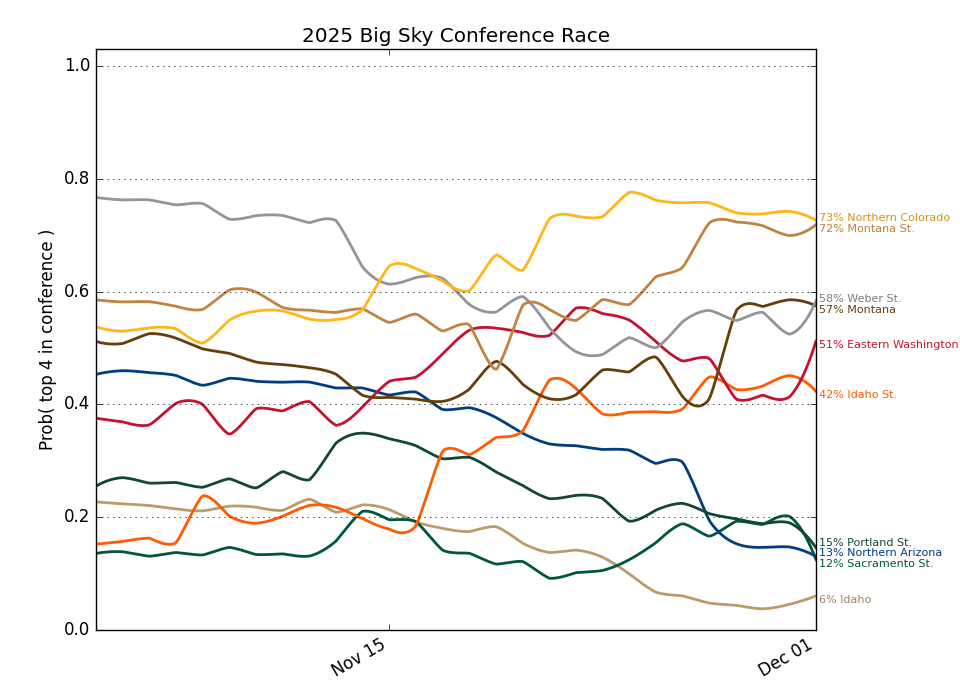 2025 Big Sky Conference Race
Prob( top 4 in conference )
1.0
0.8
0.6
0.4
0.2
0.0
Nov 15
Dec 01
73% Northern Colorado
72% Montana St.
58% Weber St.
57% Montana
51% Eastern Washington
42% Idaho St.
15% Portland St.
13% Northern Arizona
12% Sacramento St.
6% Idaho